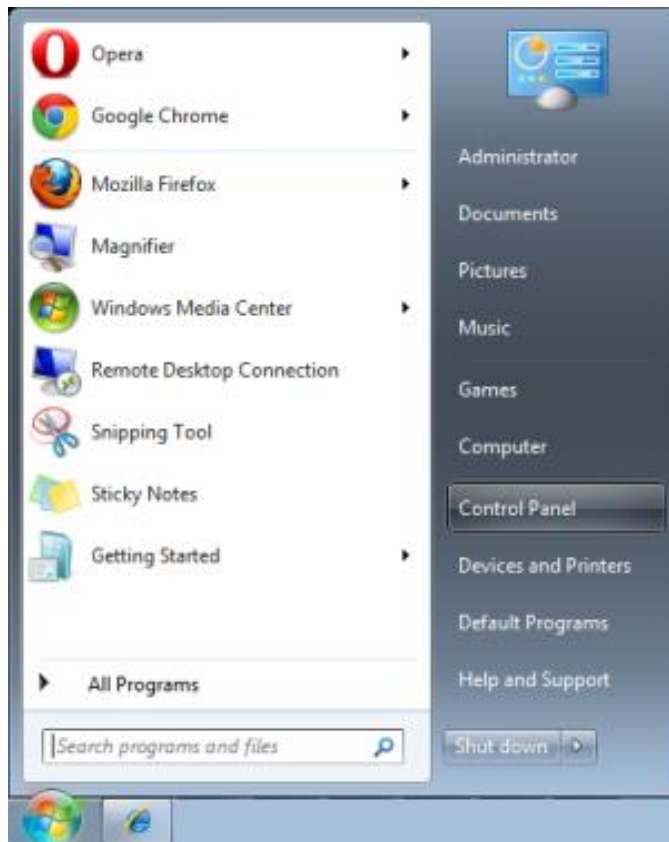 Opera
Google Chrome
Mozilla Firefox
Magnifier
Windows Media Center
Remote Desktop Connection
Snipping Tool
Sticky Notes
Getting Started
All Programs
Search programs and files
Administrator
Documents
Pictures
Music
Games
Computer
Control Panel
Devices and Printers
Default Programs
Help and Support
Shut down